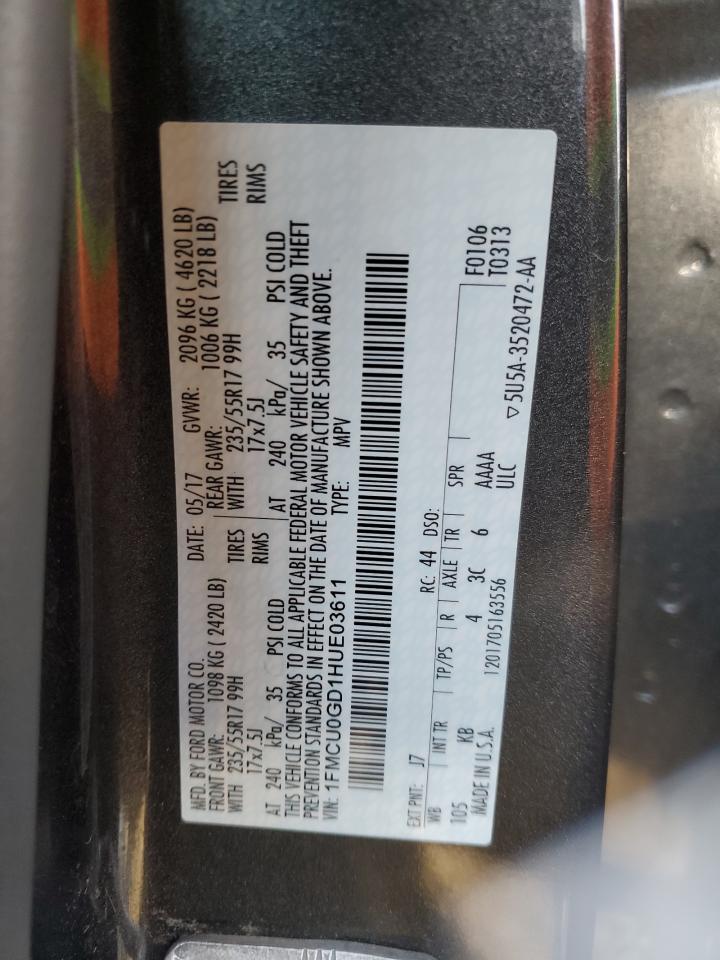 MFD. BY FORD MOTOR CO.
DATE: 05/17 GVWR: 2096 KG ( 4620 LB)
FRONT GAWR: 1098 KG ( 2420 LB) REAR GAWR: 1006 KG ( 2218 LB)
WITH 235/55R17 99H TIRES WITH 235/55R17 99H TIRES
17x7.5J RIMS 17x7.5J RIMS
AT 240 kPa/ 35 PSI COLD AT 240 kPa/ 35 PSI COLD
THIS VEHICLE CONFORMS TO ALL APPLICABLE FEDERAL MOTOR VEHICLE SAFETY AND THEFT
PREVENTION STANDARDS IN EFFECT ON THE DATE OF MANUFACTURE SHOWN ABOVE.
VIN: 1FMCU0GD1HUE03611 TYPE: MPV
EXT PNT: J7 RC: 44 DSO: F0106
WB INT TR TP/PS R AXLE TR SPR T0313
105 KB 4 3C 6 AAAA
MADE IN U.S.A. 1201705163556 ULC ▽5U5A-3520472-AA